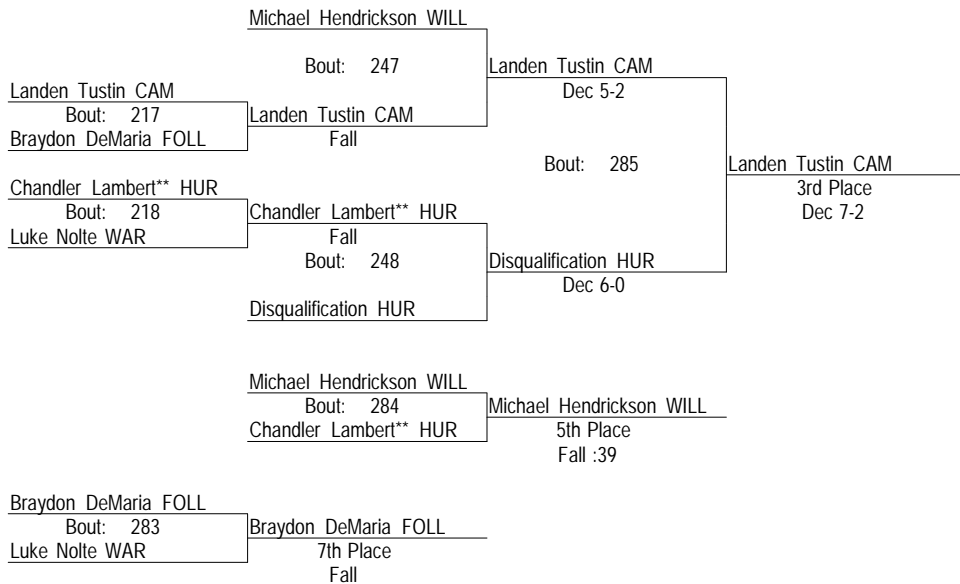 Michael Hendrickson WILL
Bout: 247
Landen Tustin CAM
Dec 5-2
Landen Tustin CAM
Bout: 217
Braydon DeMaria FOLL
Landen Tustin CAM
Fall
Bout: 285
Landen Tustin CAM
3rd Place
Dec 7-2
Chandler Lambert** HUR
Bout: 218
Luke Nolte WAR
Chandler Lambert** HUR
Fall
Bout: 248
Disqualification HUR
Dec 6-0
Disqualification HUR
Michael Hendrickson WILL
Bout: 284
Chandler Lambert** HUR
Michael Hendrickson WILL
5th Place
Fall :39
Braydon DeMaria FOLL
Bout: 283
Luke Nolte WAR
Braydon DeMaria FOLL
7th Place
Fall